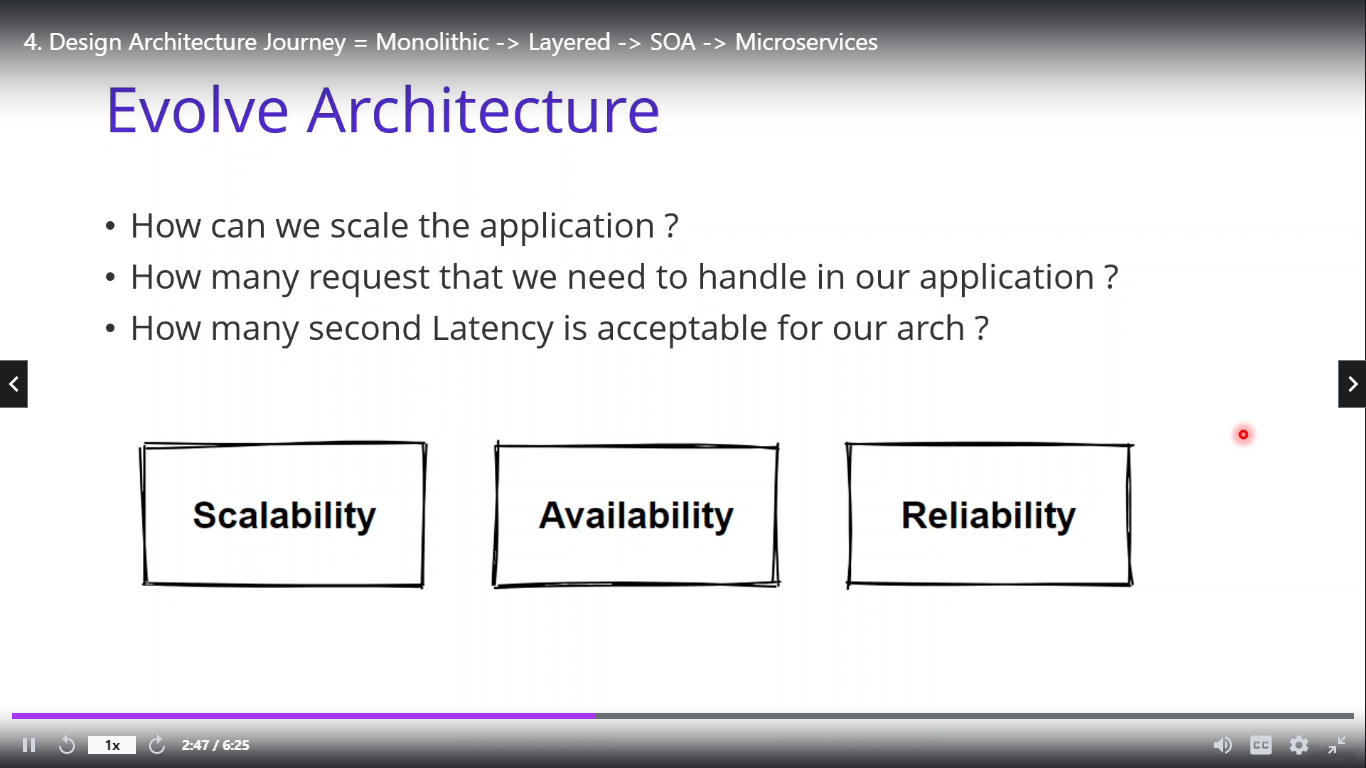 4. Design Architecture Journey = Monolithic -> Layered -> SOA -> Microservices
Evolve Architecture
• How can we scale the application ?
• How many request that we need to handle in our application ?
• How many second Latency is acceptable for our arch ?
Scalability
Availability
Reliability
1x
2:47 / 6:25
CC